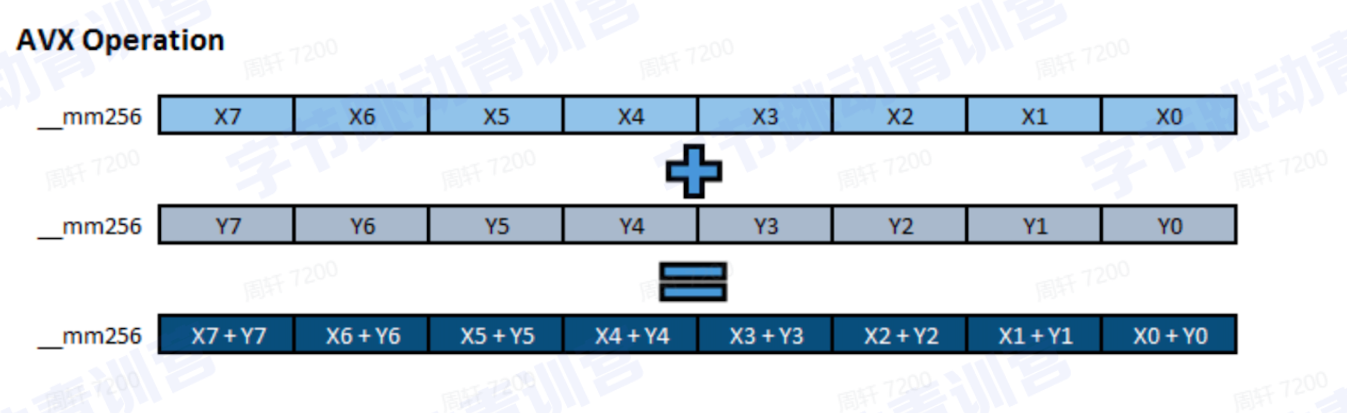 AVX Operation
__mm256 X7 X6 X5 X4 X3 X2 X1 X0
__mm256 Y7 Y6 Y5 Y4 Y3 Y2 Y1 Y0
__mm256 X7 + Y7 X6 + Y6 X5 + Y5 X4 + Y4 X3 + Y3 X2 + Y2 X1 + Y1 X0 + Y0
字节跳动青训营
周轩 7200